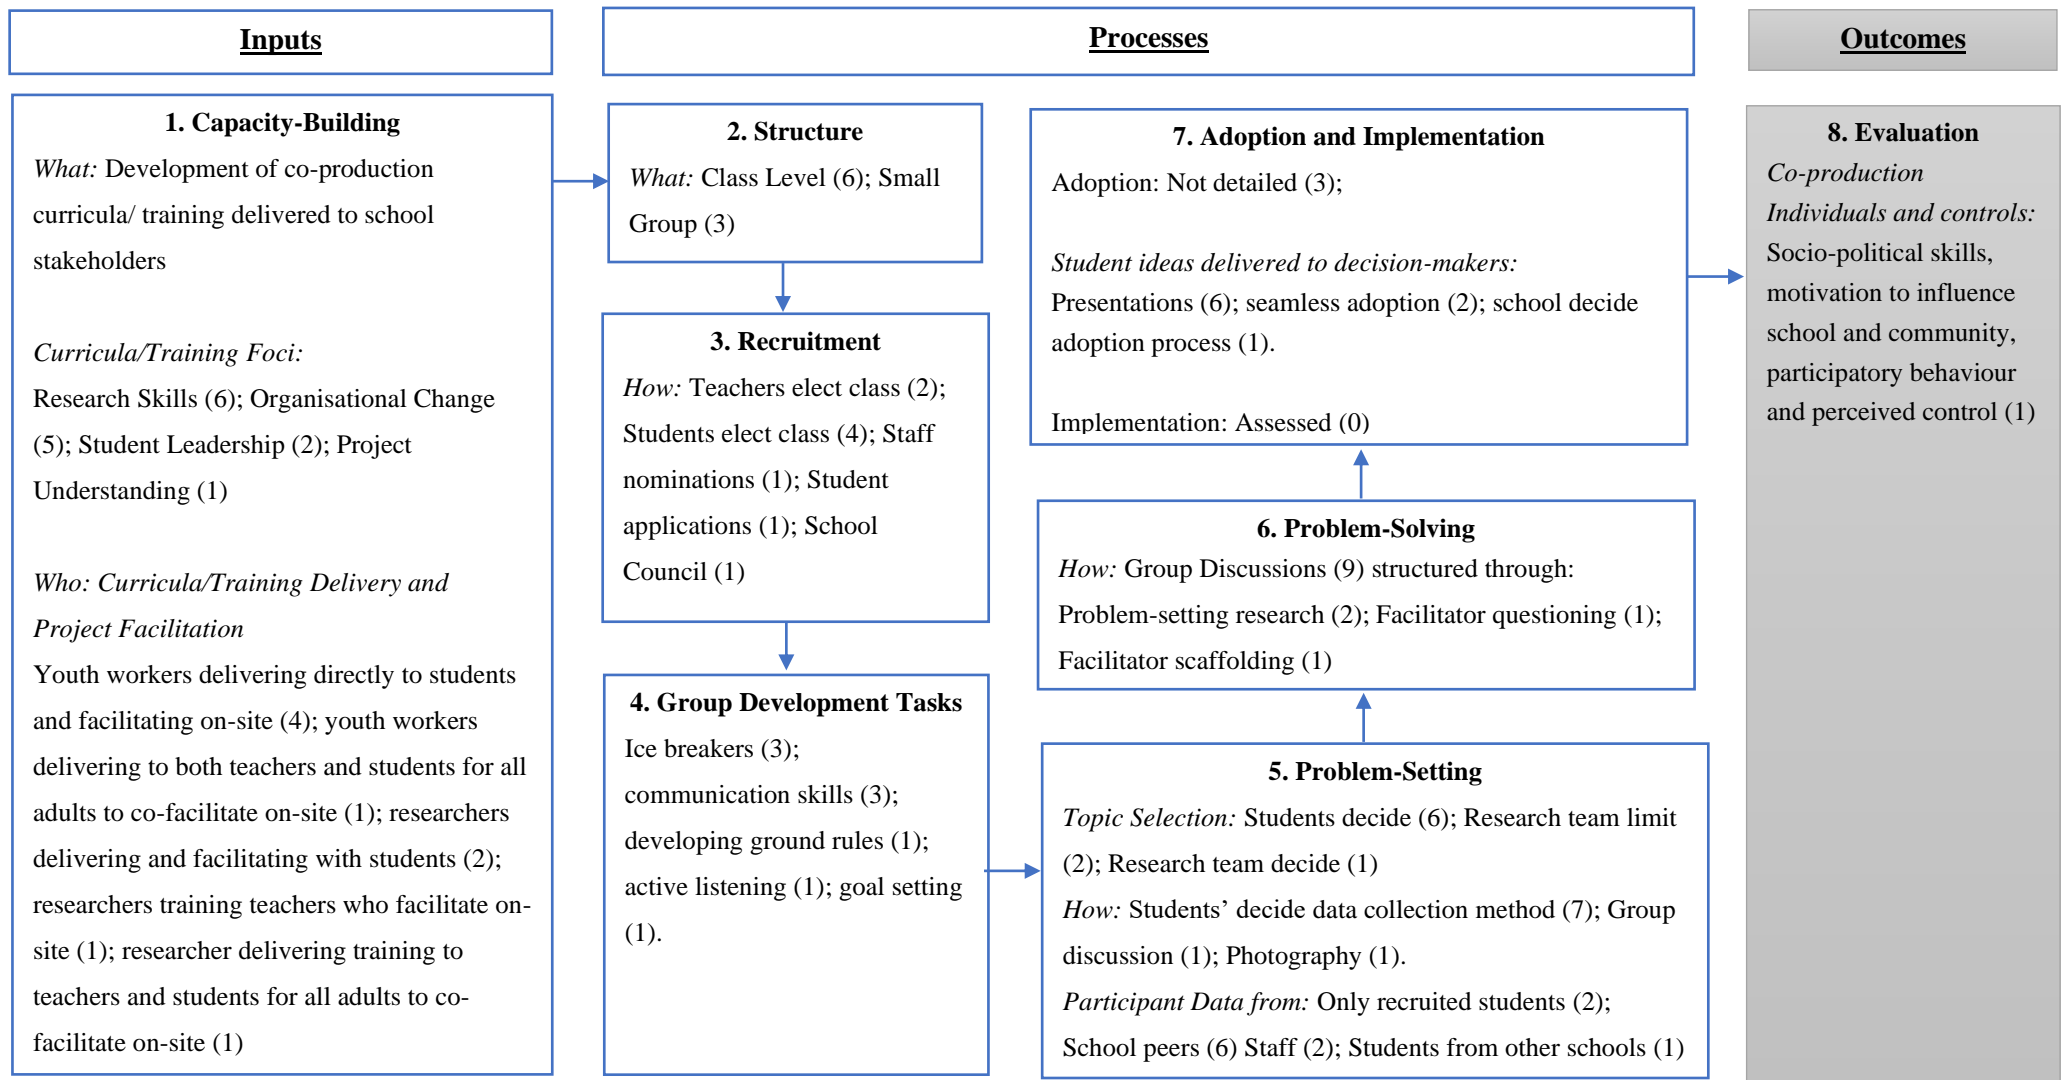 Inputs
Processes
Outcomes
1. Capacity-Building
What: Development of co-production
curricula/ training delivered to school
stakeholders
Curricula/Training Foci:
Research Skills (6); Organisational Change
(5); Student Leadership (2); Project
Understanding (1)
Who: Curricula/Training Delivery and
Project Facilitation
Youth workers delivering directly to students
and facilitating on-site (4); youth workers
delivering to both teachers and students for all
adults to co-facilitate on-site (1); researchers
delivering and facilitating with students (2);
researchers training teachers who facilitate on-
site (1); researcher delivering training to
teachers and students for all adults to co-
facilitate on-site (1)
2. Structure
What: Class Level (6); Small
Group (3)
3. Recruitment
How: Teachers elect class (2);
Students elect class (4); Staff
nominations (1); Student
applications (1); School
Council (1)
4. Group Development Tasks
Ice breakers (3);
communication skills (3);
developing ground rules (1);
active listening (1); goal setting
(1).
5. Problem-Setting
Topic Selection: Students decide (6); Research team limit
(2); Research team decide (1)
How: Students’ decide data collection method (7); Group
discussion (1); Photography (1).
Participant Data from: Only recruited students (2);
School peers (6) Staff (2); Students from other schools (1)
6. Problem-Solving
How: Group Discussions (9) structured through:
Problem-setting research (2); Facilitator questioning (1);
Facilitator scaffolding (1)
7. Adoption and Implementation
Adoption: Not detailed (3);
Student ideas delivered to decision-makers:
Presentations (6); seamless adoption (2); school decide
adoption process (1).
Implementation: Assessed (0)
8. Evaluation
Co-production
Individuals and controls:
Socio-political skills,
motivation to influence
school and community,
participatory behaviour
and perceived control (1)